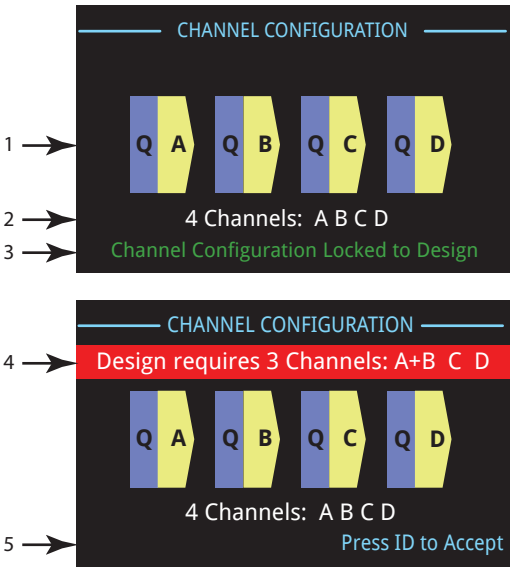 CHANNEL CONFIGURATION
1
Q A Q B Q C Q D
2
4 Channels: A B C D
3
Channel Configuration Locked to Design
CHANNEL CONFIGURATION
4
Design requires 3 Channels: A+B C D
Q A Q B Q C Q D
4 Channels: A B C D
5
Press ID to Accept